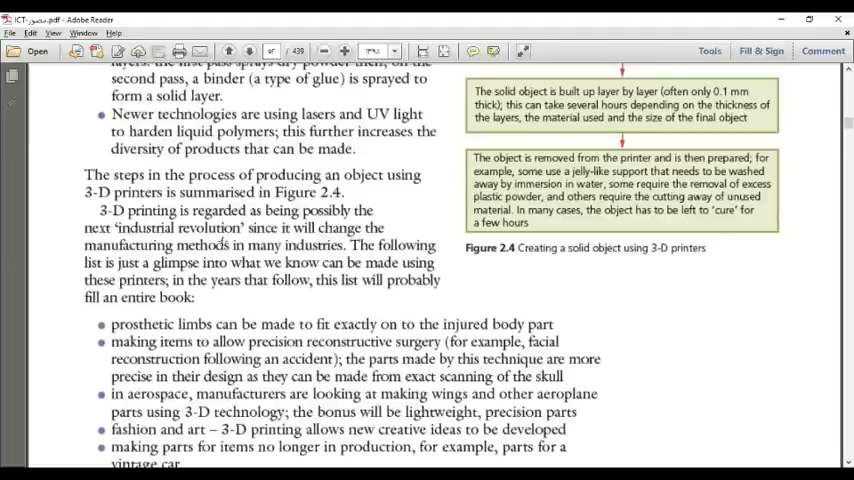 ICT-مصور.pdf - Adobe Reader
File Edit View Window Help
Open
/ 439
Tools Fill & Sign Comment
layers: the first pass sprays dry powder then, on the
second pass, a binder (a type of glue) is sprayed to
form a solid layer.
Newer technologies are using lasers and UV light
to harden liquid polymers; this further increases the
diversity of products that can be made.
The steps in the process of producing an object using
3-D printers is summarised in Figure 2.4.
3-D printing is regarded as being possibly the
next ‘industrial revolution’ since it will change the
manufacturing methods in many industries. The following
list is just a glimpse into what we know can be made using
these printers; in the years that follow, this list will probably
fill an entire book:
The solid object is built up layer by layer (often only 0.1 mm
thick); this can take several hours depending on the thickness of
the layers, the material used and the size of the final object
The object is removed from the printer and is then prepared; for
example, some use a jelly-like support that needs to be washed
away by immersion in water, some require the removal of excess
plastic powder, and others require the cutting away of unused
material. In many cases, the object has to be left to ‘cure’ for
a few hours
Figure 2.4 Creating a solid object using 3-D printers
prosthetic limbs can be made to fit exactly on to the injured body part
making items to allow precision reconstructive surgery (for example, facial
reconstruction following an accident); the parts made by this technique are more
precise in their design as they can be made from exact scanning of the skull
in aerospace, manufacturers are looking at making wings and other aeroplane
parts using 3-D technology; the bonus will be lightweight, precision parts
fashion and art – 3-D printing allows new creative ideas to be developed
making parts for items no longer in production, for example, parts for a
vintage car